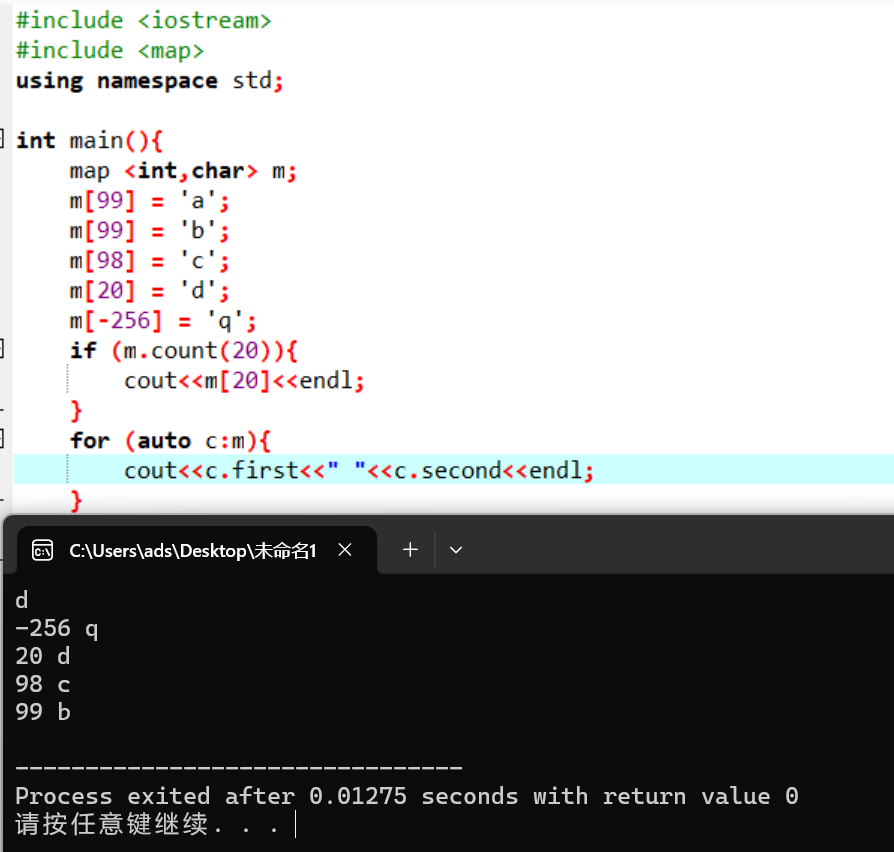 #include <iostream>
#include <map>
using namespace std;
int main(){
map <int,char> m;
m[99] = 'a';
m[99] = 'b';
m[98] = 'c';
m[20] = 'd';
m[-256] = 'q';
if (m.count(20)){
cout<<m[20]<<endl;
}
for (auto c:m){
cout<<c.first<<" "<<c.second<<endl;
}
C:\Users\ads\Desktop\未命名1
d
-256 q
20 d
98 c
99 b
--------------------------------
Process exited after 0.01275 seconds with return value 0
请按任意键继续. . .